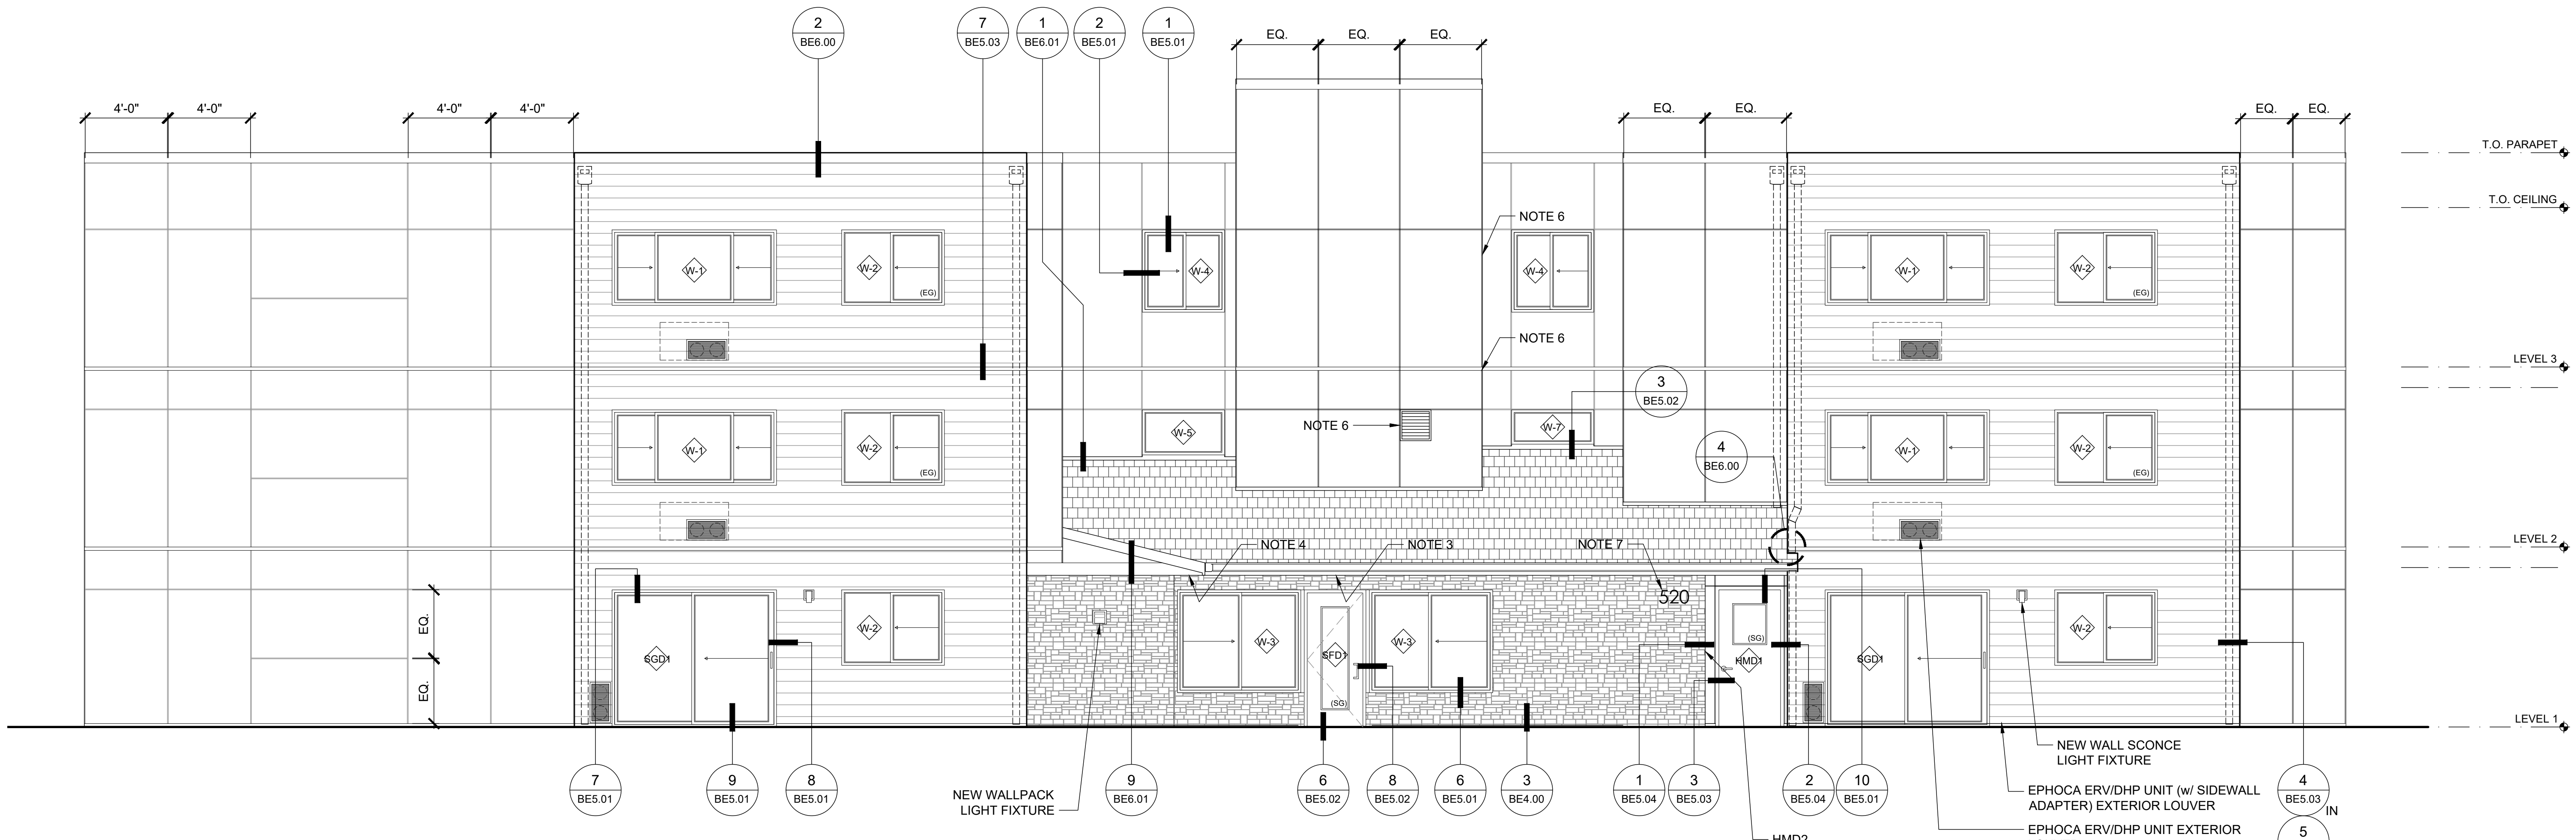 2
BE6.00
7
BE5.03
1
BE6.01
2
BE5.01
1
BE5.01
EQ. EQ. EQ.
4'-0" 4'-0" 4'-0" 4'-0"
EQ. EQ.
EQ. EQ.
T.O. PARAPET
T.O. CEILING
NOTE 6
W-1 W-2 W-4 W-4 W-1 W-2
(EG) (EG)
NOTE 6
LEVEL 3
3
BE5.02
NOTE 6
W-1 W-2 W-5 W-7 W-1 W-2
(EG) (EG)
4
BE6.00
NOTE 4 NOTE 3 NOTE 7
LEVEL 2
520
EQ.
EQ.
SGD1 W-2 W-3 SFD1 W-3 HMD1 SGD1 W-2
(SG) (SG)
LEVEL 1
7
BE5.01
9
BE5.01
8
BE5.01
NEW WALLPACK
LIGHT FIXTURE
9
BE6.01
6
BE5.02
8
BE5.02
6
BE5.01
3
BE4.00
1
BE5.04
3
BE5.03
2
BE5.04
10
BE5.01
NEW WALL SCONCE
LIGHT FIXTURE
EPHOCA ERV/DHP UNIT (w/ SIDEWALL
ADAPTER) EXTERIOR LOUVER
EPHOCA ERV/DHP UNIT EXTERIOR
4
BE5.03
IN
5
HMD2